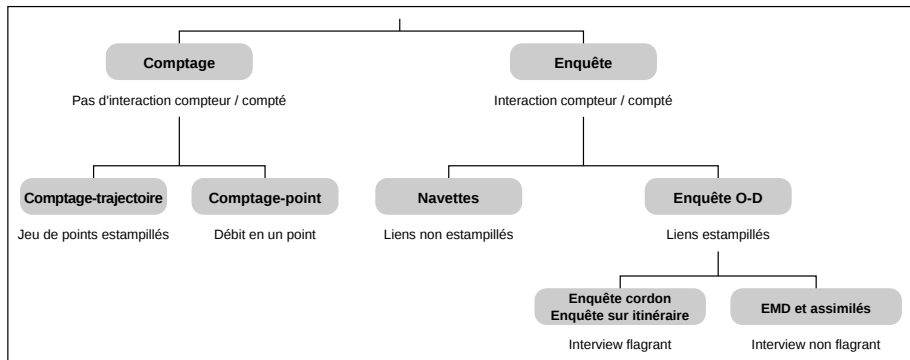 Comptage
Enquête
Pas d'interaction compteur / compté
Interaction compteur / compté
Comptage-trajectoire
Comptage-point
Navettes
Enquête O-D
Jeu de points estampillés
Débit en un point
Liens non estampillés
Liens estampillés
Enquête cordon
Enquête sur itinéraire
EMD et assimilés
Interview flagrant
Interview non flagrant